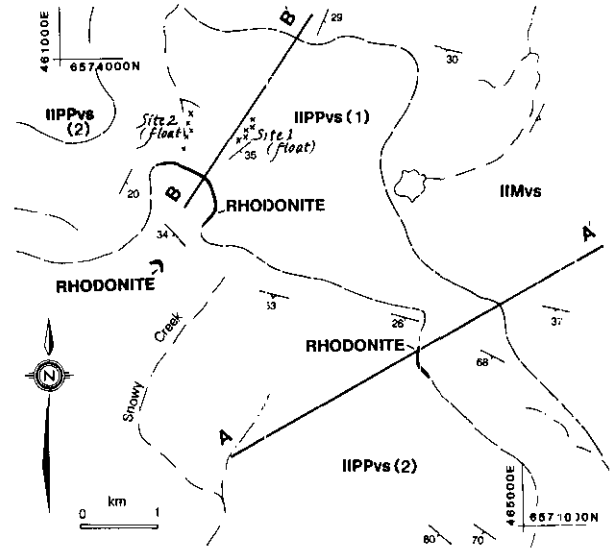 B'
29
461000E
6574000N
30
IIPPvs
(2)
Site 2
(float)
IIPPvs (1)
Site 1
(float)
35
20
B
IIMvs
RHODONITE
34
A'
RHODONITE
53
26
37
RHODONITE
68
Snowy Creek
N
A
IIPPvs (2)
km
0 1
465000E
6571000N
80
70